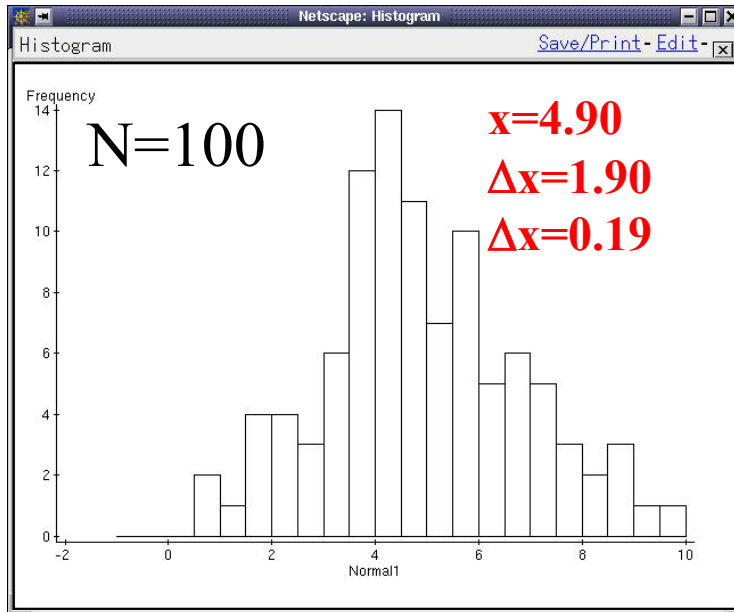 Netscape: Histogram
Histogram
Save/Print- Edit-
Frequency
14
12
10
8
6
4
2
0
N=100
x=4.90
Δx=1.90
Δx=0.19
-2 0 2 4 6 8 10
Normal1